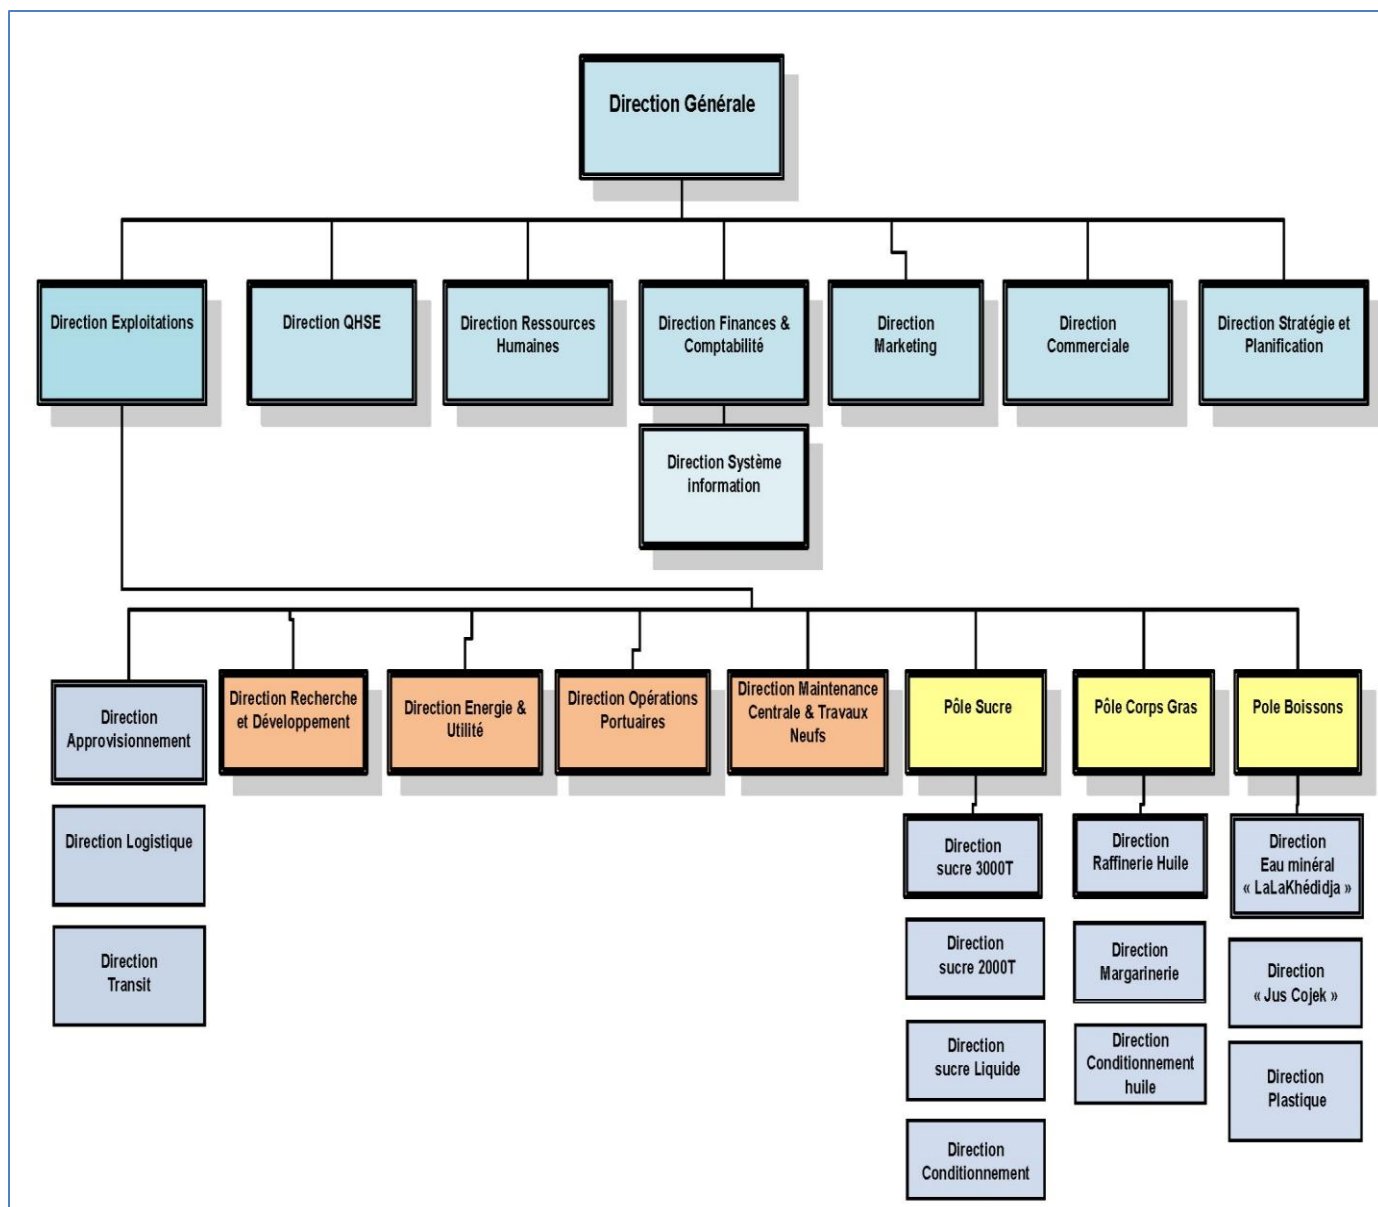 Direction Générale
Direction Exploitations
Direction QHSE
Direction Ressources
Humaines
Direction Finances &
Comptabilité
Direction
Marketing
Direction
Commerciale
Direction Stratégie et
Planification
Direction Système
information
Direction
Approvisionnement
Direction Recherche
et Développement
Direction Energie &
Utilité
Direction Opérations
Portuaires
Direction Maintenance
Centrale & Travaux
Neufs
Pôle Sucre
Pôle Corps Gras
Pole Boissons
Direction Logistique
Direction
Transit
Direction
sucre 3000T
Direction
sucre 2000T
Direction
sucre Liquide
Direction
Conditionnement
Direction
Raffinerie Huile
Direction
Margarinerie
Direction
Conditionnement
huile
Direction
Eau minéral
« LaLaKhédidja »
Direction
« Jus Cojek »
Direction
Plastique